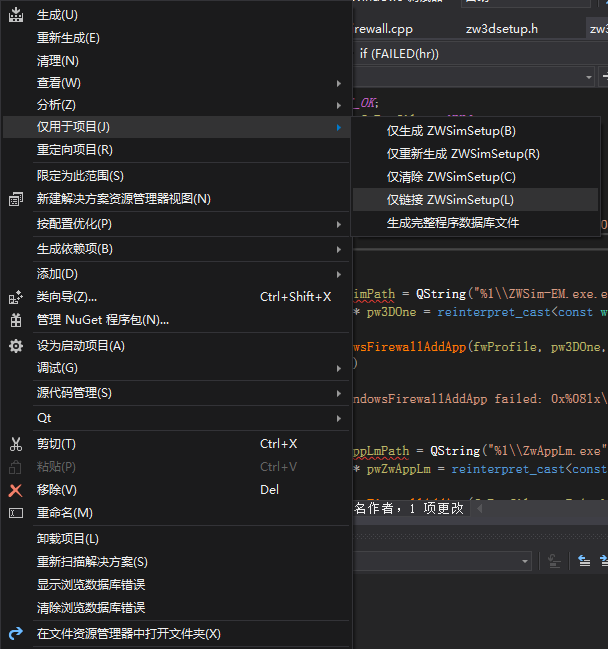 生成(U)
重新生成(E)
清理(N)
查看(W)
分析(Z)
仅用于项目(J)
重定向项目(R)
限定为此范围(S)
新建解决方案资源管理器视图(N)
按配置优化(P)
生成依赖项(B)
添加(D)
类向导(Z)... Ctrl+Shift+X
管理 NuGet 程序包(N)...
设为启动项目(A)
调试(G)
源代码管理(S)
Qt
剪切(T) Ctrl+X
粘贴(P) Ctrl+V
移除(V) Del
重命名(M)
卸载项目(L)
重新扫描解决方案(S)
显示浏览数据库错误
清除浏览数据库错误
在文件资源管理器中打开文件夹(X)
仅生成 ZWSimSetup(B)
仅重新生成 ZWSimSetup(R)
仅清除 ZWSimSetup(C)
仅链接 ZWSimSetup(L)
生成完整程序数据库文件
rewall.cpp zw3dsetup.h zw3
if (FAILED(hr))
_OK;
imPath = QString("%1\\ZWSim-EM.exe.e
* pw3DOne = reinterpret_cast<const w
wsFirewallAddApp(fwProfile, pw3DOne,
)
ndowsFirewallAddApp failed: 0x%081x\
ppLmPath = QString("%1\\ZwAppLm.exe"
* pwZwAppLm = reinterpret_cast<const
名作者, 1 项更改